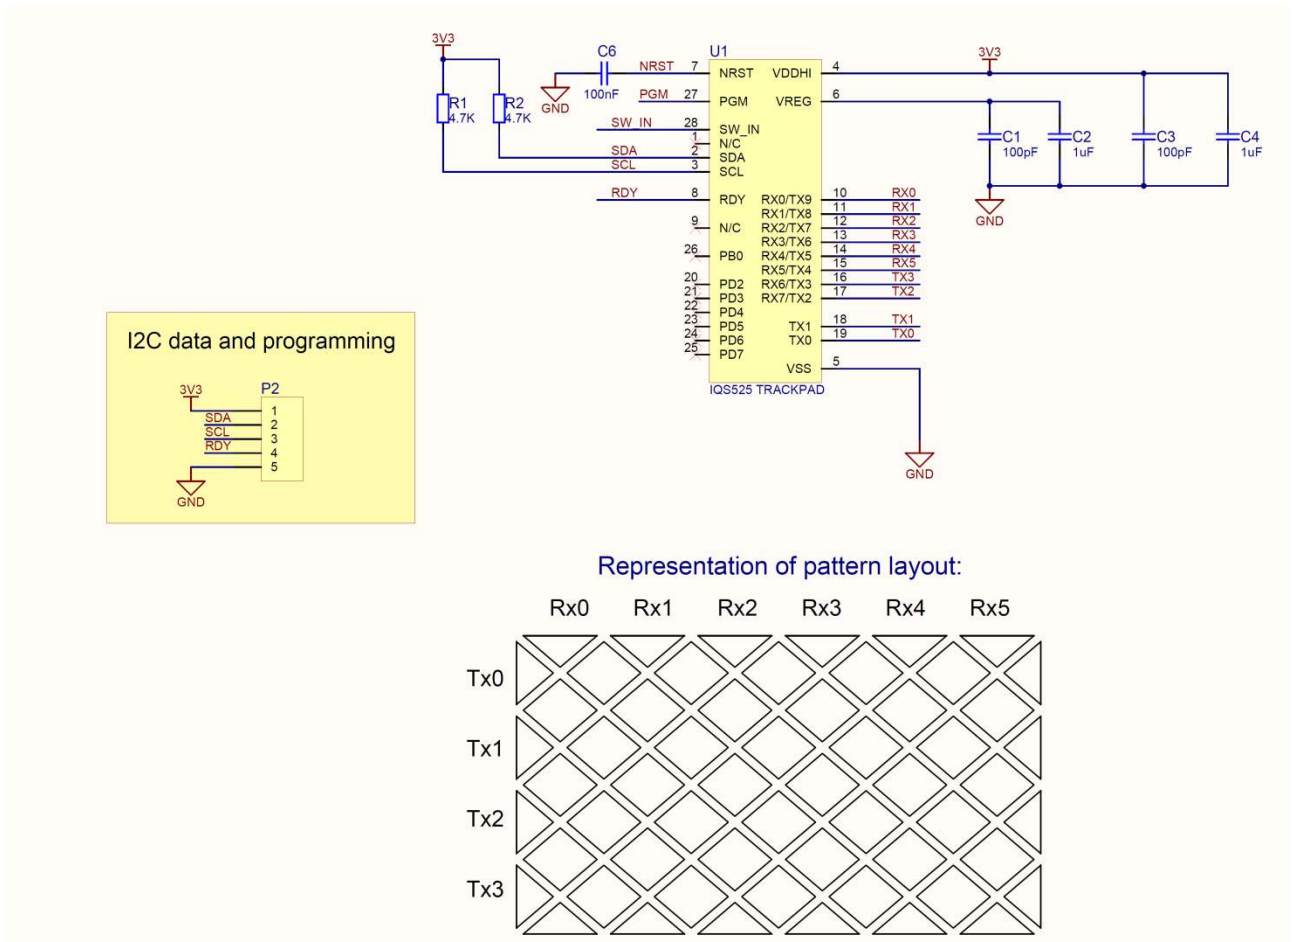 3V3
R1
4.7K
R2
4.7K
C6
100nF
GND
NRST 7
PGM 27
SW_IN 28
1
SDA 2
SCL 3
RDY 8
9
26
20
21
22
23
24
25
U1
NRST VDDHI 4
PGM VREG 6
SW_IN
N/C
SDA
SCL
RDY RX0/TX9 10 RX0
RX1/TX8 11 RX1
N/C RX2/TX7 12 RX2
RX3/TX6 13 RX3
PB0 RX4/TX5 14 RX4
RX5/TX4 15 RX5
PD2 RX6/TX3 16 TX3
PD3 RX7/TX2 17 TX2
PD4
PD5 TX1 18 TX1
PD6 TX0 19 TX0
PD7
VSS 5
IQS525 TRACKPAD
GND
3V3
C1
100pF
C2
1uF
C3
100pF
C4
1uF
GND
I2C data and programming
3V3
P2
1
SDA 2
SCL 3
RDY 4
5
GND
Representation of pattern layout:
Rx0 Rx1 Rx2 Rx3 Rx4 Rx5
Tx0
Tx1
Tx2
Tx3